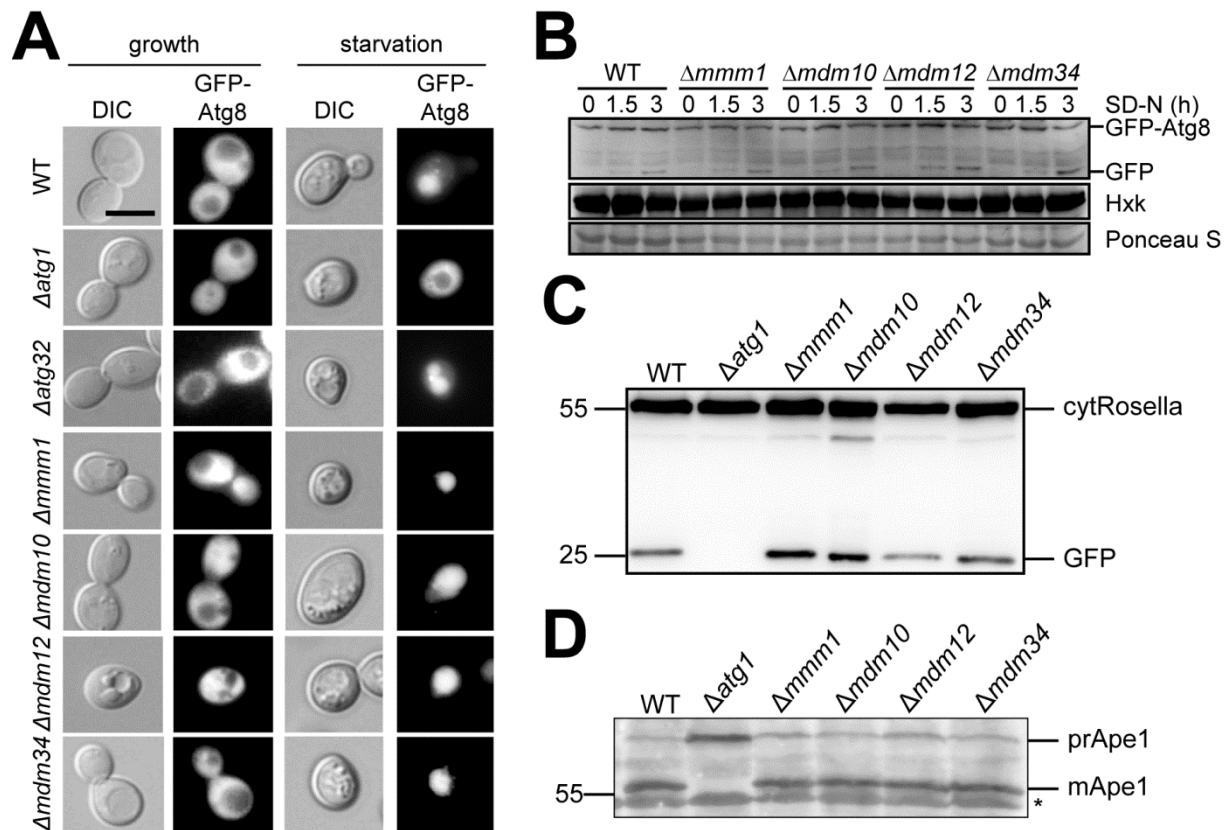 A
growth starvation
DIC GFP-Atg8 DIC GFP-Atg8
WT
Δatg1
Δatg32
Δmmm1
Δmdm10
Δmdm12
Δmdm34
B
WT Δmmm1 Δmdm10 Δmdm12 Δmdm34
0 1.5 3 0 1.5 3 0 1.5 3 0 1.5 3 0 1.5 3 SD-N (h)
GFP-Atg8
GFP
Hxk
Ponceau S
C
WT Δatg1 Δmmm1 Δmdm10 Δmdm12 Δmdm34
55 cytRosella
25 GFP
D
WT Δatg1 Δmmm1 Δmdm10 Δmdm12 Δmdm34
prApe1
55 mApe1
*